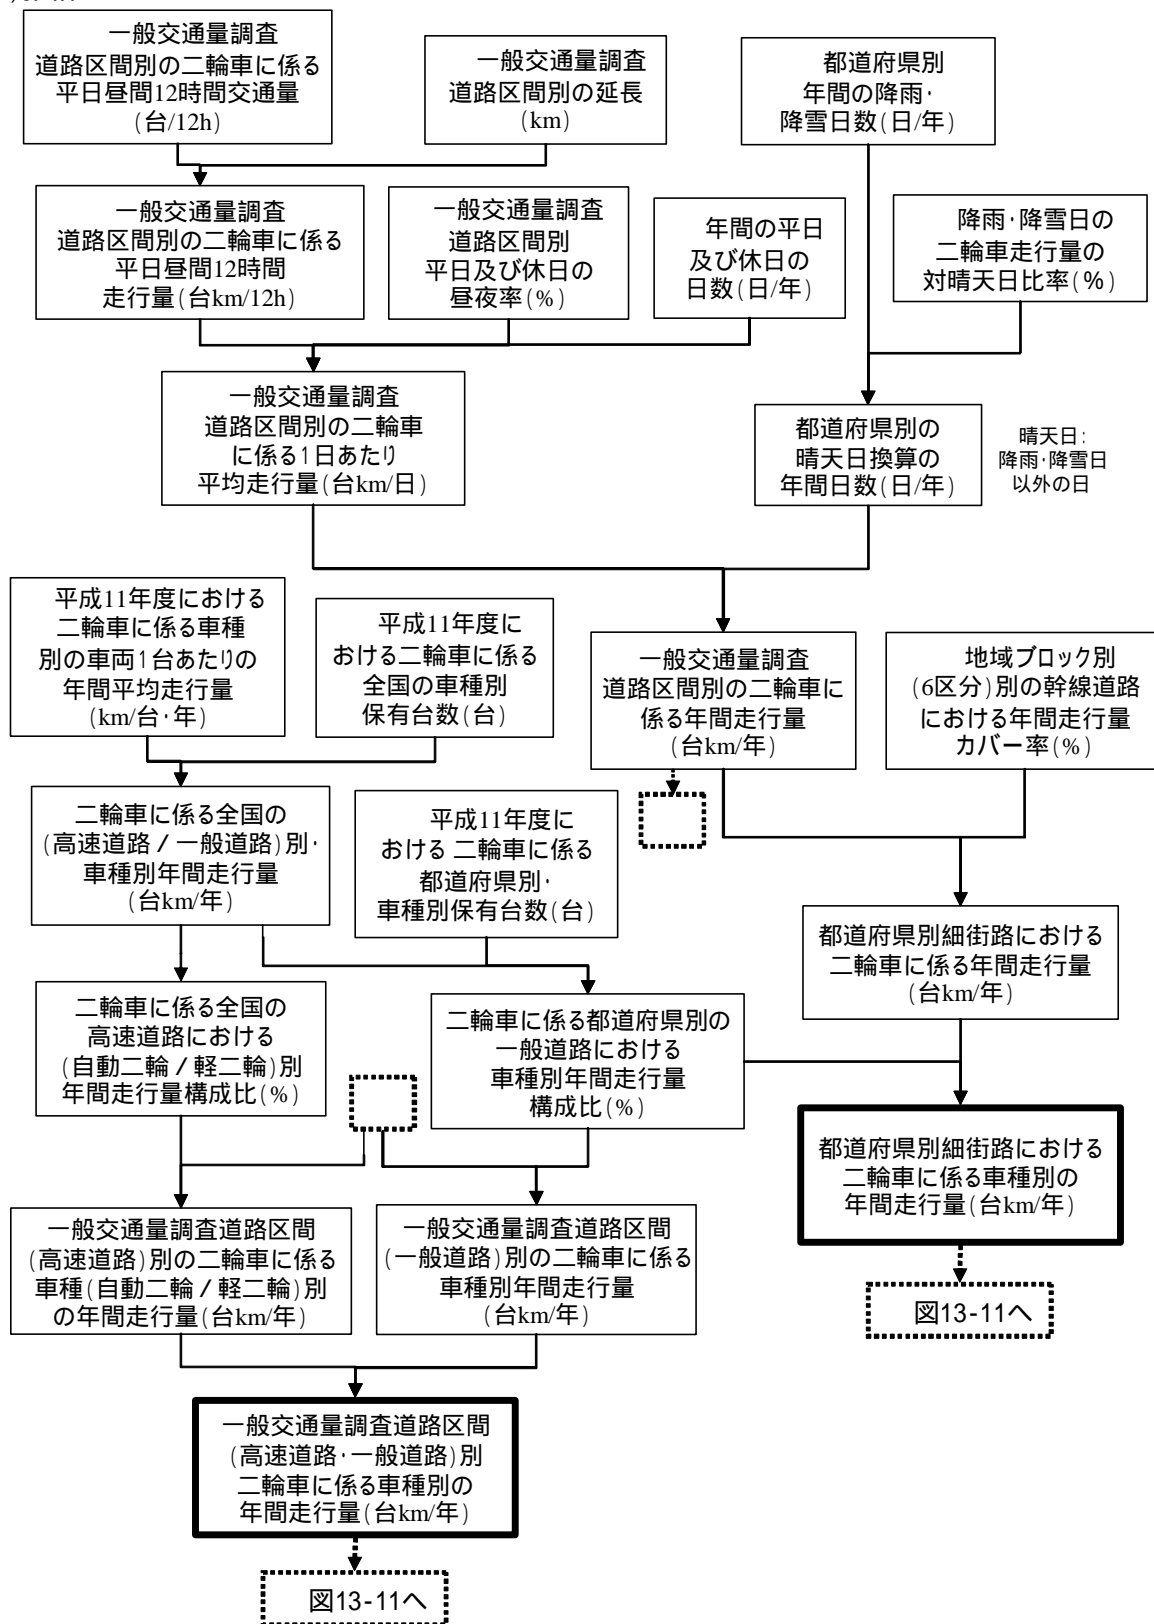 一般交通量調査
道路区間別の二輪車に係る
平日昼間12時間交通量
(台/12h)
一般交通量調査
道路区間別の延長
(km)
都道府県別
年間の降雨・
降雪日数(日/年)
一般交通量調査
道路区間別の二輪車に係る
平日昼間12時間
走行量(台km/12h)
一般交通量調査
道路区間別
平日及び休日の
昼夜率(%)
年間の平日
及び休日の
日数(日/年)
降雨・降雪日の
二輪車走行量の
対晴天日比率(%)
一般交通量調査
道路区間別の二輪車
に係る1日あたり
平均走行量(台km/日)
都道府県別の
晴天日換算の
年間日数(日/年)
晴天日:
降雨・降雪日
以外の日
平成11年度における
二輪車に係る車種
別の車両1台あたりの
年間平均走行量
(km/台・年)
平成11年度に
おける二輪車に係る
全国の車種別
保有台数(台)
一般交通量調査
道路区間別の二輪車に
係る年間走行量
(台km/年)
地域ブロック別
(6区分)別の幹線道路
における年間走行量
カバー率(%)
二輪車に係る全国の
(高速道路/一般道路)別・
車種別年間走行量
(台km/年)
平成11年度に
おける 二輪車に係る
都道府県別・
車種別保有台数(台)
都道府県別細街路における
二輪車に係る年間走行量
(台km/年)
二輪車に係る全国の
高速道路における
(自動二輪/軽二輪)別
年間走行量構成比(%)
二輪車に係る都道府県別の
一般道路における
車種別年間走行量
構成比(%)
都道府県別細街路における
二輪車に係る車種別の
年間走行量(台km/年)
一般交通量調査道路区間
(高速道路)別の二輪車に係る
車種(自動二輪/軽二輪)別
の年間走行量(台km/年)
一般交通量調査道路区間
(一般道路)別の二輪車に係る
車種別年間走行量
(台km/年)
図13-11へ
一般交通量調査道路区間
(高速道路・一般道路)別
二輪車に係る車種別の
年間走行量(台km/年)
図13-11へ